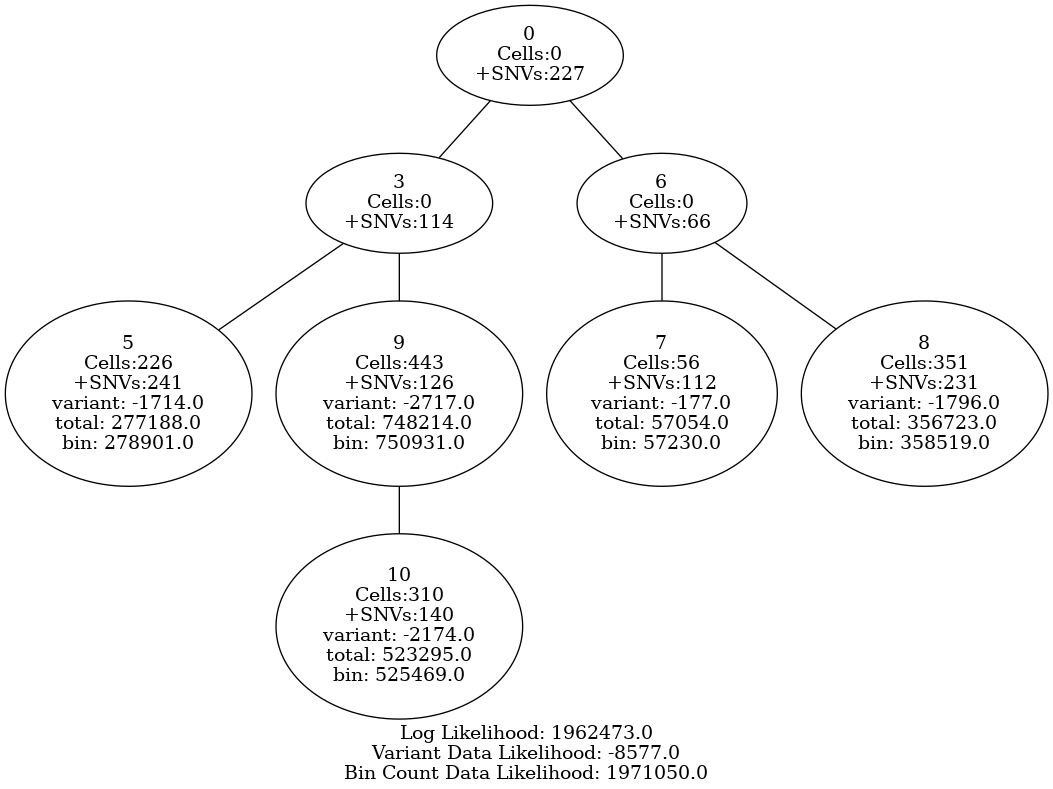 0
Cells:0
+SNVs:227
3
Cells:0
+SNVs:114
6
Cells:0
+SNVs:66
5
Cells:226
+SNVs:241
variant: -1714.0
total: 277188.0
bin: 278901.0
9
Cells:443
+SNVs:126
variant: -2717.0
total: 748214.0
bin: 750931.0
7
Cells:56
+SNVs:112
variant: -177.0
total: 57054.0
bin: 57230.0
8
Cells:351
+SNVs:231
variant: -1796.0
total: 356723.0
bin: 358519.0
10
Cells:310
+SNVs:140
variant: -2174.0
total: 523295.0
bin: 525469.0
Log Likelihood: 1962473.0
Variant Data Likelihood: -8577.0
Bin Count Data Likelihood: 1971050.0